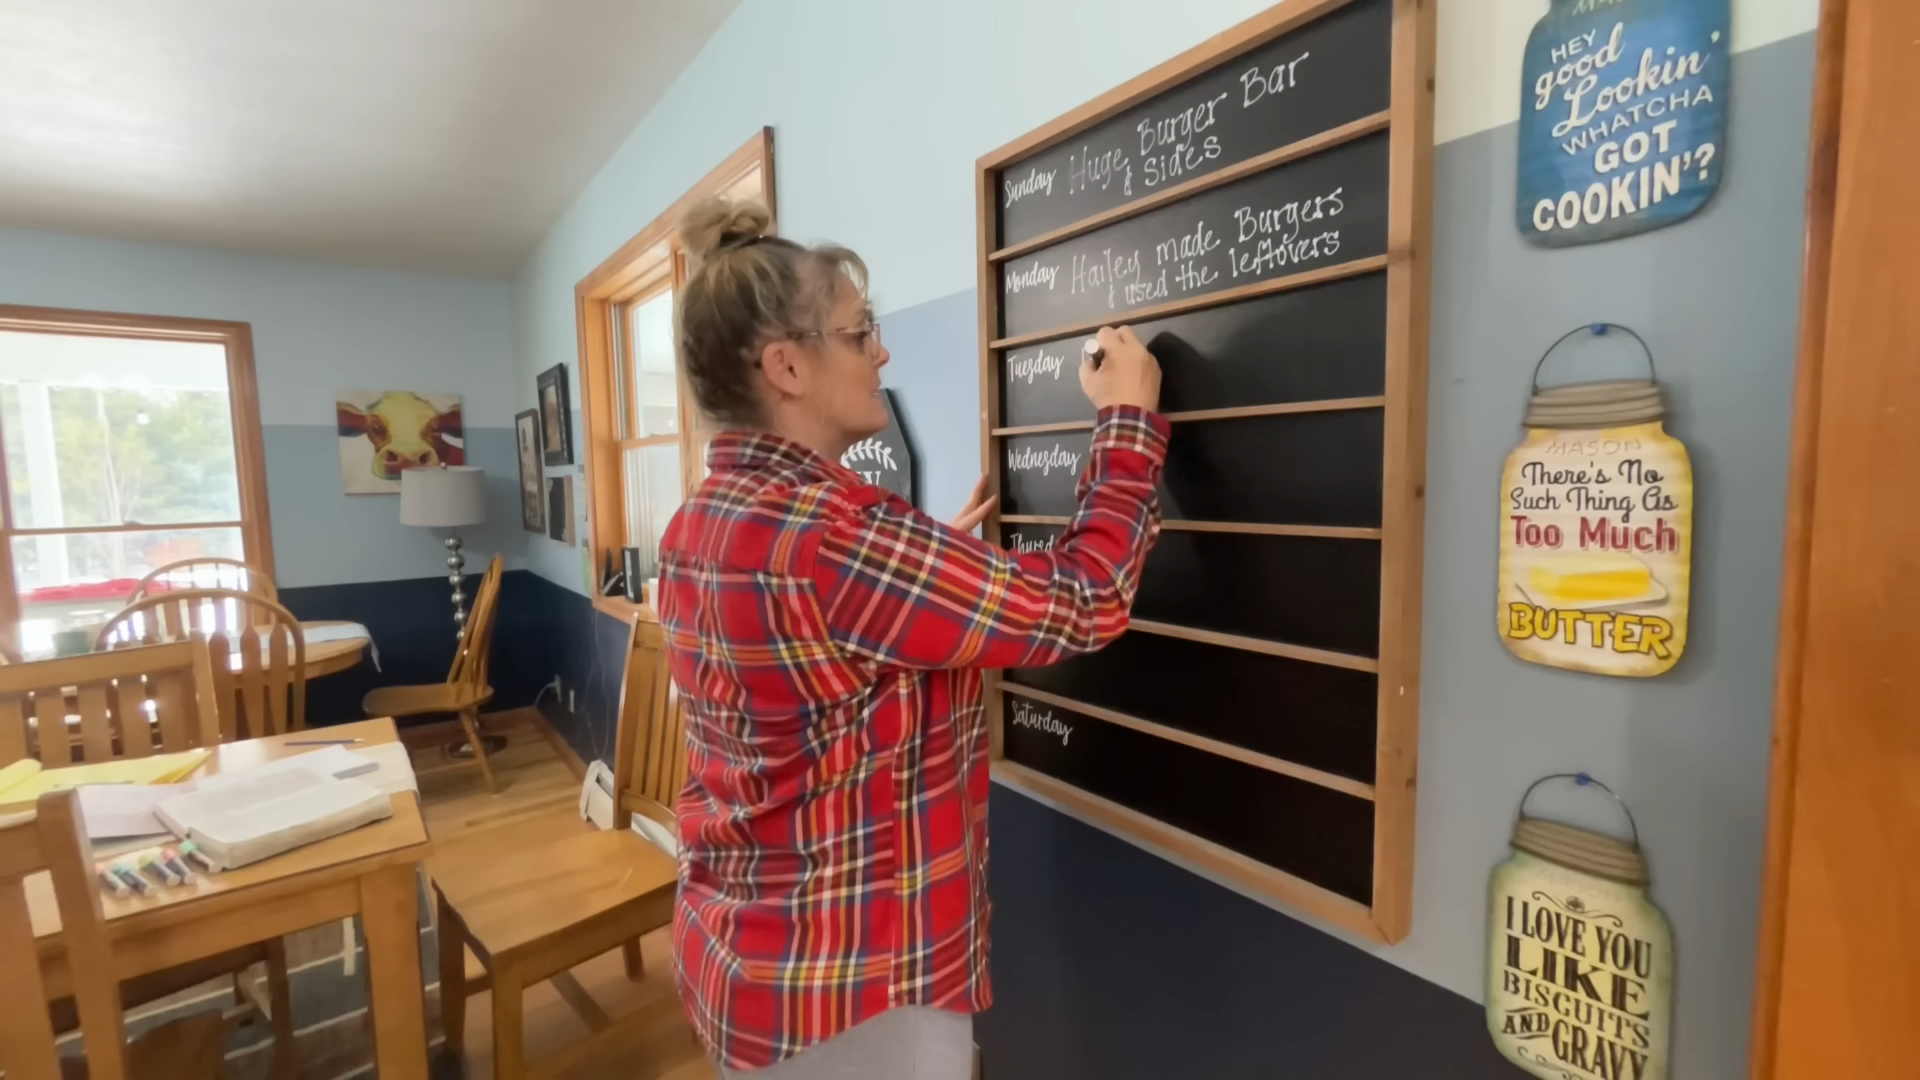 Sunday Huge Burger Bar
& sides
Monday Hailey made Burgers
& used the leftovers
Tuesday
Wednesday
Thursd
Saturday
HEY
good
Lookin'
WHATCHA
GOT
COOKIN'?
MASON
There's No
Such Thing As
Too Much
BUTTER
I LOVE YOU
LIKE
BISCUITS
AND GRAVY